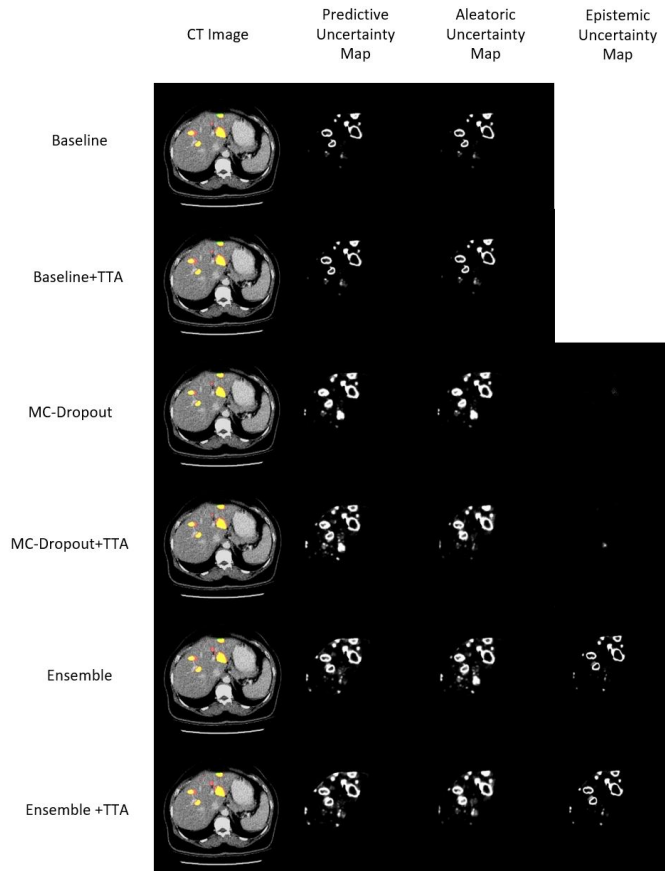 CT Image
Predictive
Uncertainty
Map
Aleatoric
Uncertainty
Map
Epistemic
Uncertainty
Map
Baseline
Baseline+TTA
MC-Dropout
MC-Dropout+TTA
Ensemble
Ensemble +TTA